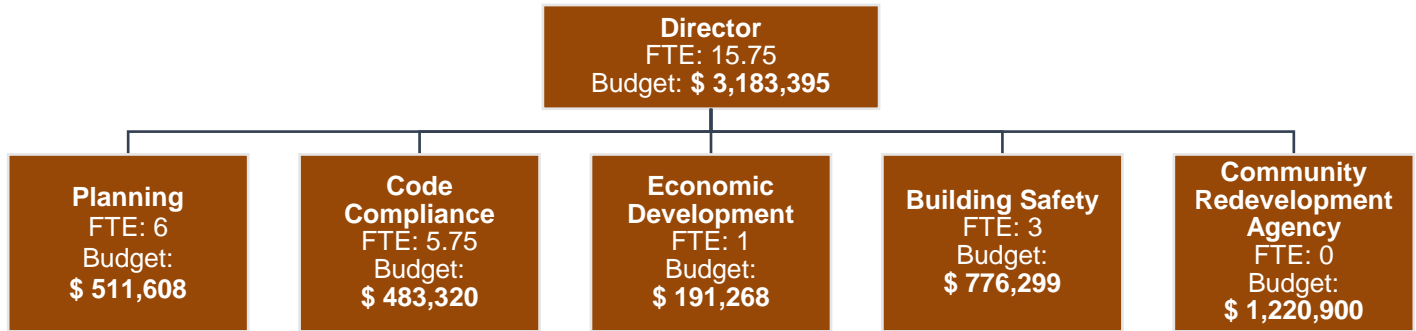 Director
FTE: 15.75
Budget: $ 3,183,395
Planning
FTE: 6
Budget:
$ 511,608
Code
Compliance
FTE: 5.75
Budget:
$ 483,320
Economic
Development
FTE: 1
Budget:
$ 191,268
Building Safety
FTE: 3
Budget:
$ 776,299
Community
Redevelopment
Agency
FTE: 0
Budget:
$ 1,220,900